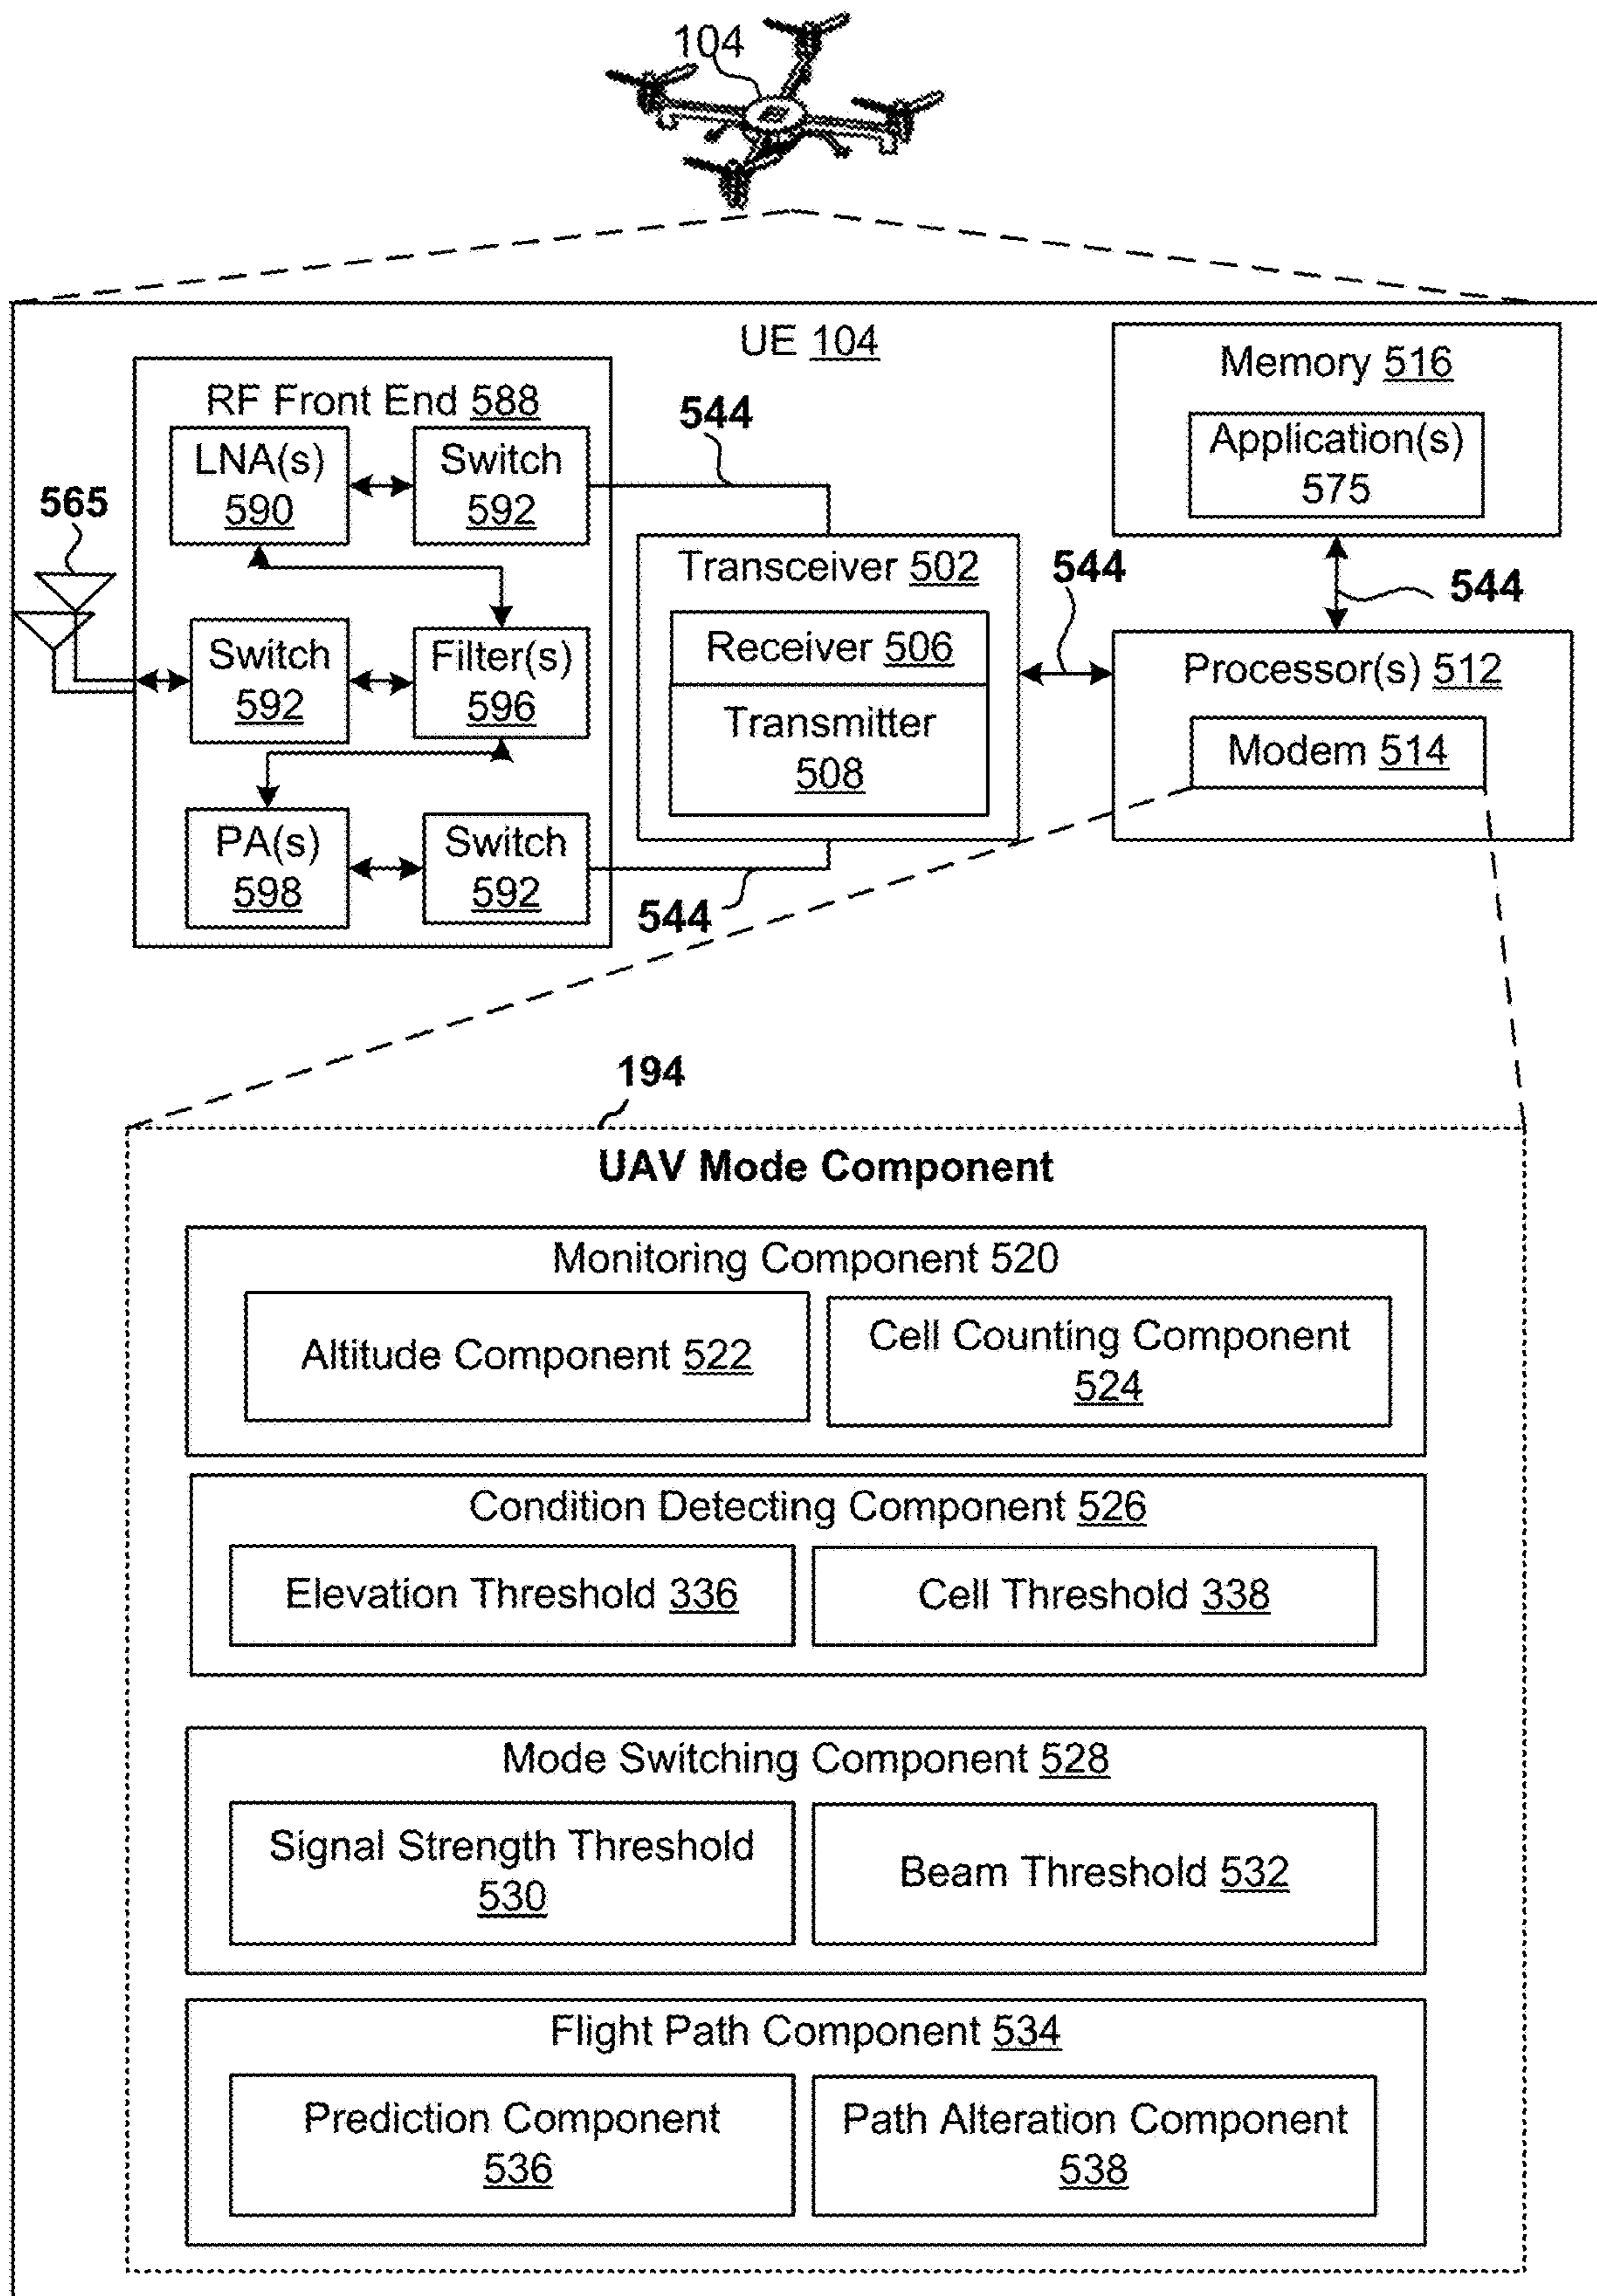 104
UE 104
RF Front End 588
LNA(s)
590
Switch
592
544
Memory 516
Application(s)
575
565
Transceiver 502
Receiver 506
Transmitter
508
544
544
Switch
592
Filter(s)
596
Processor(s) 512
Modem 514
PA(s)
598
Switch
592
544
194
UAV Mode Component
Monitoring Component 520
Altitude Component 522
Cell Counting Component
524
Condition Detecting Component 526
Elevation Threshold 336
Cell Threshold 338
Mode Switching Component 528
Signal Strength Threshold
530
Beam Threshold 532
Flight Path Component 534
Prediction Component
536
Path Alteration Component
538